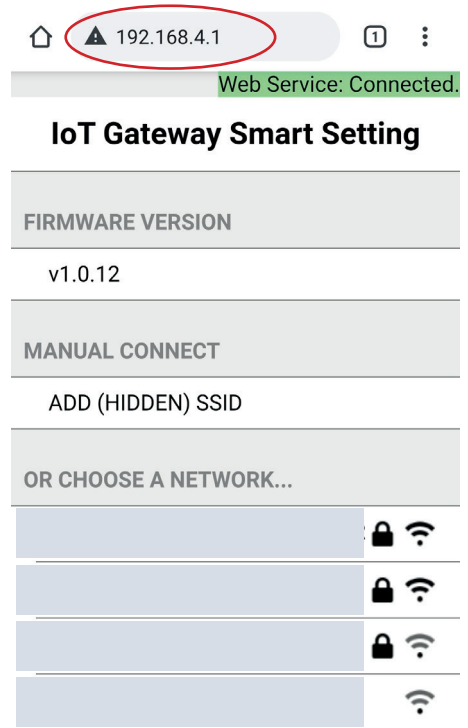 192.168.4.1
1
Web Service: Connected.
IoT Gateway Smart Setting
FIRMWARE VERSION
v1.0.12
MANUAL CONNECT
ADD (HIDDEN) SSID
OR CHOOSE A NETWORK...